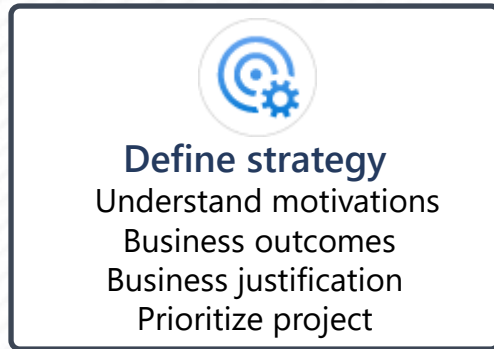 Define strategy
Understand motivations
Business outcomes
Business justification
Prioritize project